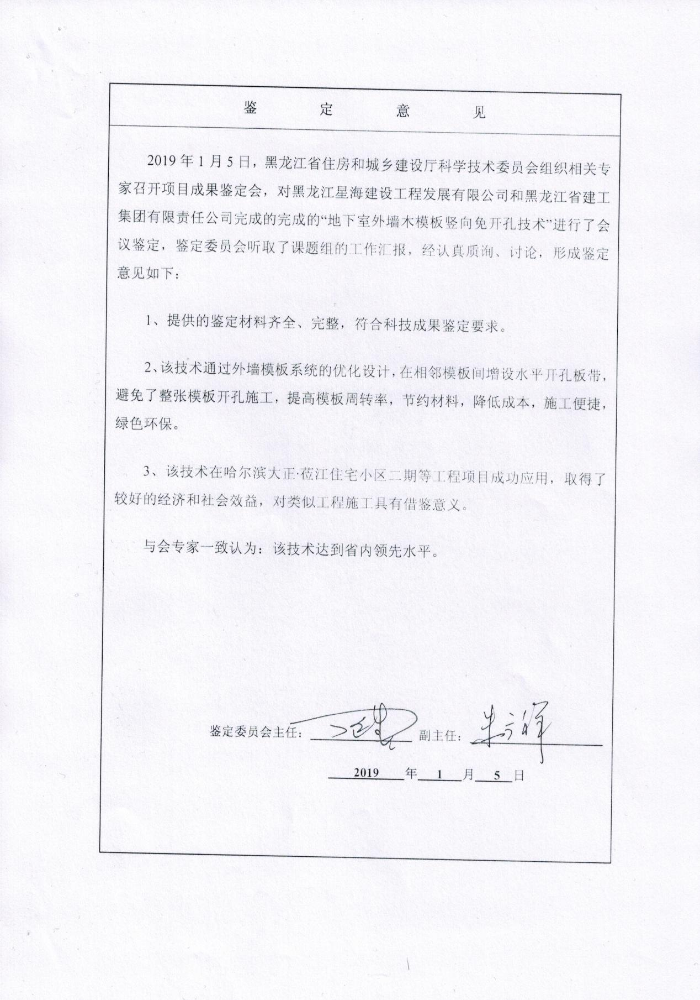 鉴定意见
2019年1月5日，黑龙江省住房和城乡建设厅科学技术委员会组织相关专
家召开项目成果鉴定会，对黑龙江星海建设工程发展有限公司和黑龙江省建工
集团有限责任公司完成的完成的“地下室外墙木模板竖向免开孔技术”进行了会
议鉴定，鉴定委员会听取了课题组的工作汇报，经认真质询、讨论，形成鉴定
意见如下：
1、提供的鉴定材料齐全、完整，符合科技成果鉴定要求。
2、该技术通过外墙模板系统的优化设计，在相邻模板间增设水平开孔板带，
避免了整张模板开孔施工，提高模板周转率，节约材料，降低成本，施工便捷，
绿色环保。
3、该技术在哈尔滨大正·莅江住宅小区二期等工程项目成功应用，取得了
较好的经济和社会效益，对类似工程施工具有借鉴意义。
与会专家一致认为：该技术达到省内领先水平。
鉴定委员会主任： 副主任：
2019年1月5日